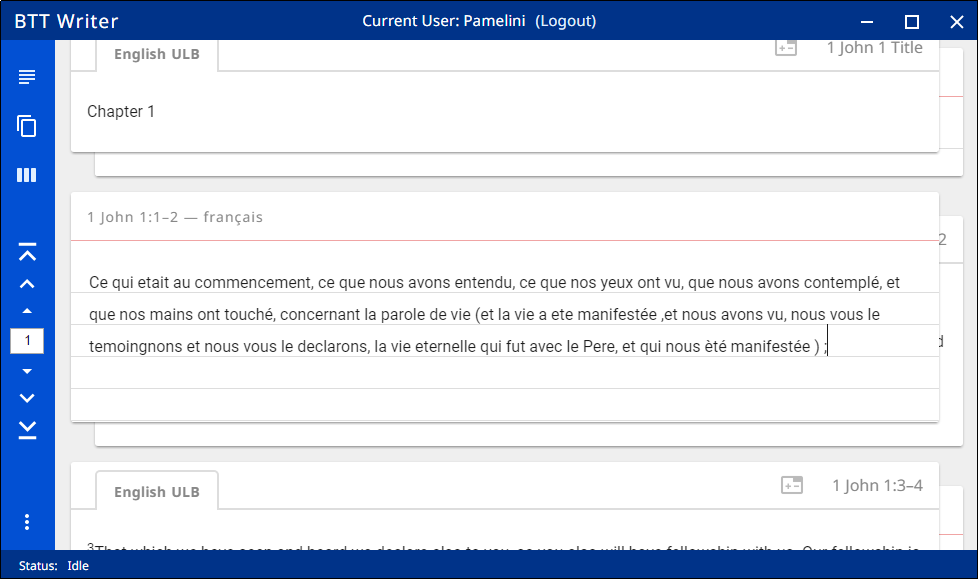 BTT Writer
Current User: Pamelini (Logout)
English ULB
1 John 1 Title
Chapter 1
1 John 1:1–2 — français
2
Ce qui etait au commencement, ce que nous avons entendu, ce que nos yeux ont vu, que nous avons contemplé, et
que nos mains ont touché, concernant la parole de vie (et la vie a ete manifestée ,et nous avons vu, nous vous le
temoingnons et nous vous le declarons, la vie eternelle qui fut avec le Pere, et qui nous èté manifestée ) ;
d
1
English ULB
1 John 1:3–4
3That which we have seen and heard we declare also to you, so you also will have fellowship with us. Our fellowship is
Status: Idle